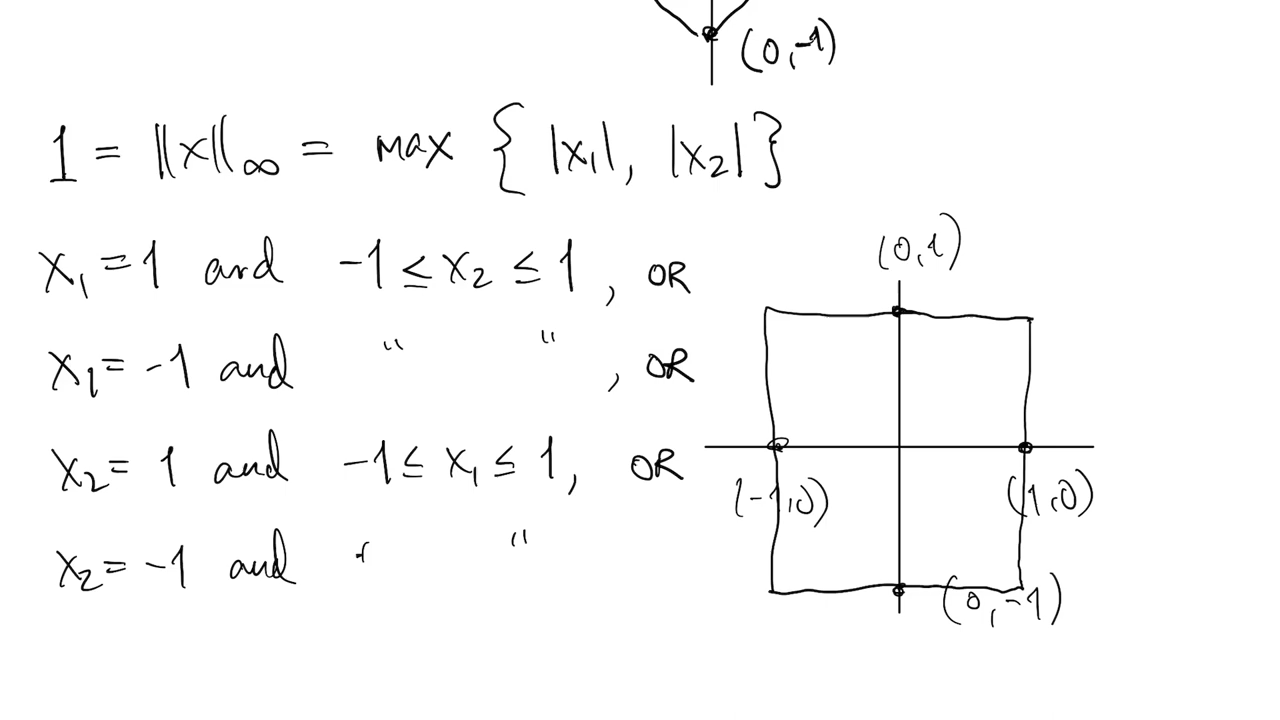 (0,-1)
1 = ||x||∞ = max { |x₁|, |x₂| }
x₁ = 1 and -1 ≤ x₂ ≤ 1, OR
x₁ = -1 and " ", OR
x₂ = 1 and -1 ≤ x₁ ≤ 1, OR
x₂ = -1 and "
(0,1)
(-1,0)
(1,0)
(0,-1)